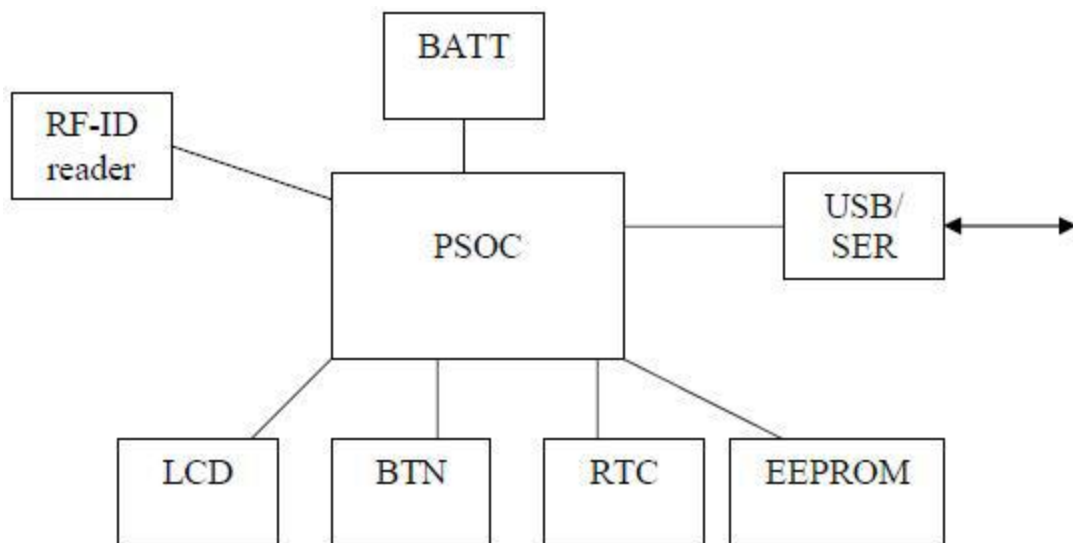 BATT
RF-ID
reader
PSOC
USB/
SER
LCD
BTN
RTC
EEPROM